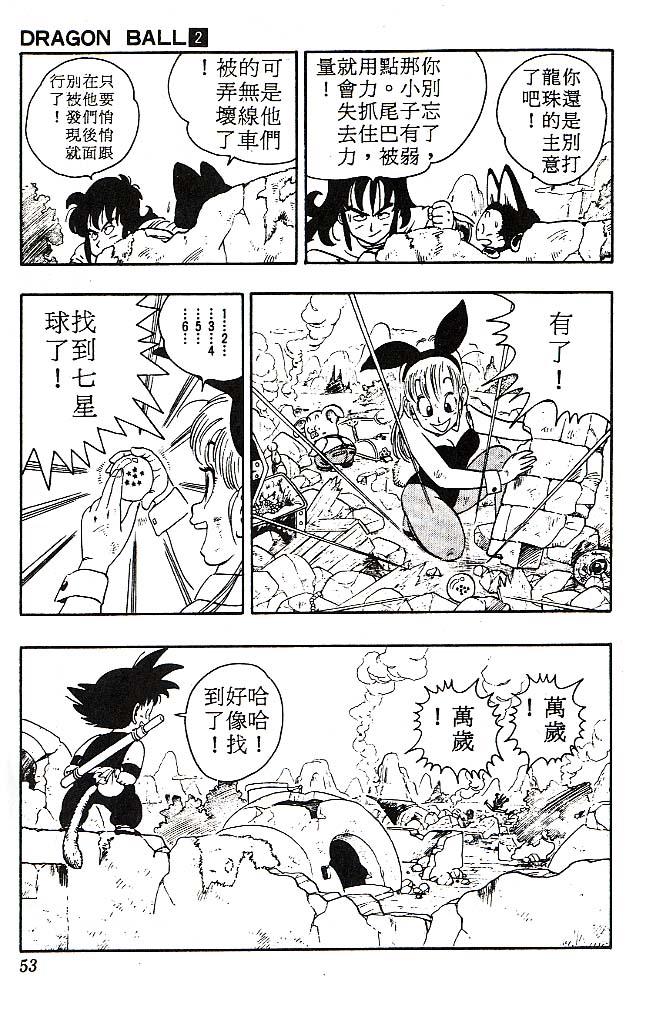 DRAGON BALL 2
你還是別打
龍珠的主意
了吧！
你別忘了，
那小子有弱
點。尾巴被
用力抓住，
就會失去力
量！
可是他們
的無線車
被弄壞了
！
只要悄悄跟
在他們後面
別被發現就
行了！
有了！
1…2…
…3…4
…5…
…6…
找到七星
球了！
萬歲
！
萬歲
！
哈哈！
好像找
到了！
53